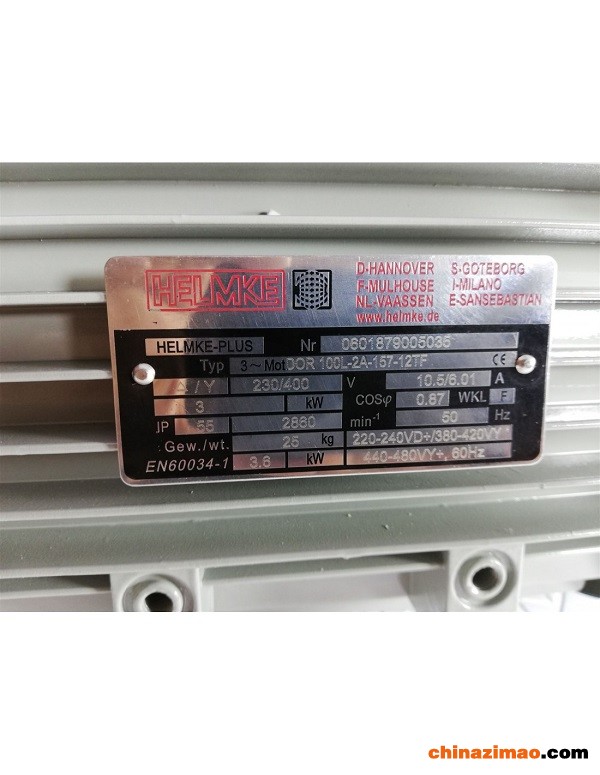 HELMKE
D-HANNOVER S-GOTEBORG
F-MULHOUSE I-MILANO
NL-VAASSEN E-SANSEBASTIAN
www.helmke.de
HELMKE-PLUS Nr 0601879005035
Typ 3~Mot DOR 100L-2A-157-12TF CE
Δ/Y 230/400 V 10.5/6.01 A
3 kW COSφ 0.87 WKL F
IP 55 2860 min⁻¹ 50 Hz
Gew./wt. 25 kg 220-240VD÷/380-420VY
EN60034-1 3.6 kW 440-480VY÷, 60Hz
chinazimao.com